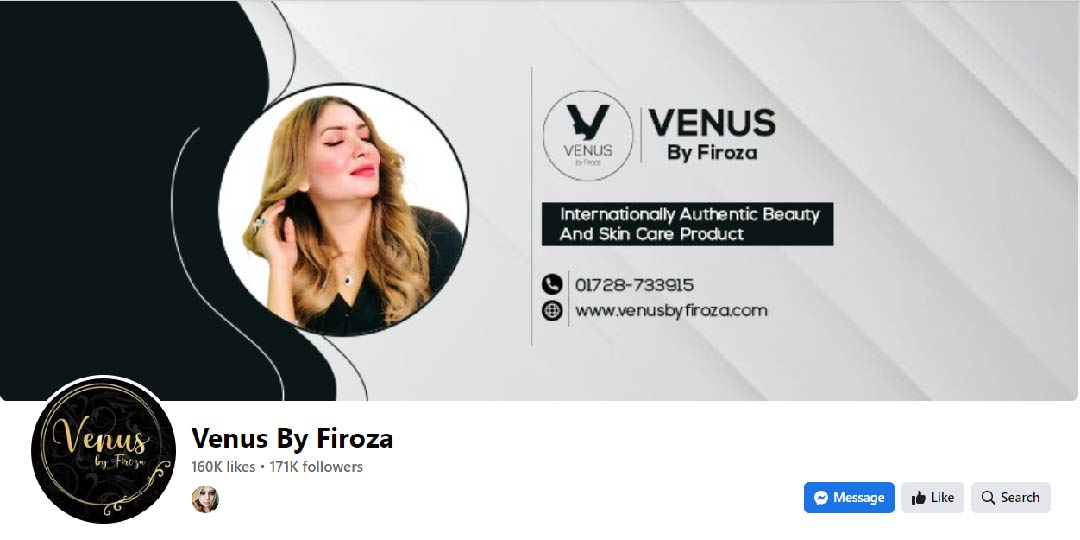 VENUS
by Firoza
VENUS
By Firoza
Internationally Authentic Beauty
And Skin Care Product
01728-733915
www.venusbyfiroza.com
Venus
by Firoza
Venus By Firoza
160K likes • 171K followers
Message
Like
Search